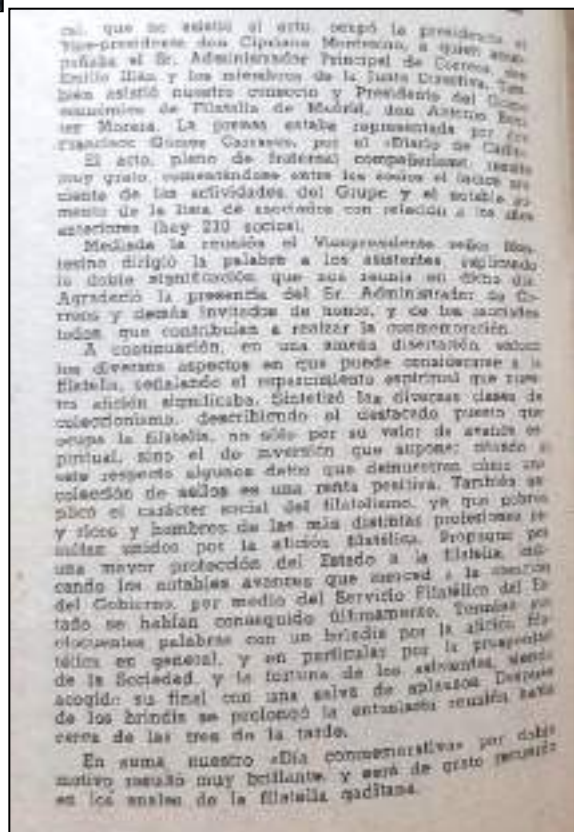 que no asistió al acto, ocupó la presidencia el
Vice-presidente don Cipriano Montesino, a quien acom-
pañaba el Sr. Administrador Principal de Correos, don
Emilio Illán y los miembros de la Junta Directiva. Tam-
bién asistió nuestro consocio y Presidente del
de Filatelia de Madrid, don Antonio
Morera. La prensa estaba representada por don
Francisco Gómez por el «Diario de
El acto, pleno de fraternal compañerismo, resultó
muy grato, comentándose entre los socios el
de las actividades del Grupo y el notable au-
mento de la lista de asociados con relación a los años
anteriores (hoy 210 socios).
Mediada la reunión el Vicepresidente señor Mon-
tesino dirigió la palabra a los asistentes, explicando
la doble significación que nos reunía en dicho día.
Agradeció la presencia del Sr. Administrador de Co-
rreos y demás invitados de honor, y de los asociados
todos, que contribuían a realzar la conmemoración.
A continuación, en una amena disertación,
los diversos aspectos en que puede considerarse a la
filatelia, señalando el esparcimiento espiritual que nues-
tra afición significaba. Sintetizó las diversas clases de
coleccionismo, describiendo el destacado puesto que
ocupa la filatelia, no sólo por su valor de es-
piritual, sino el de inversión que supone; citando a
este respecto algunos datos que demuestran cómo una
colección de sellos es una renta positiva. También ex-
plicó el carácter social del filatelismo, ya que pobres
y ricos y hombres de las más distintas profesiones se
unidos por la afición filatélica. Propugnó por
una mayor protección del Estado a la filatelia,
cando los notables avances que merced a la
del Gobierno, por medio del Servicio Filatélico del Es-
tado se habían conseguido últimamente. Terminó sus
elocuentes palabras con un brindis por la afición fila-
télica en general, y en particular por la prosperidad
de la Sociedad, y la fortuna de los asistentes, siendo
acogido su final con una salva de aplausos. Después
de los brindis se prolongó la entusiasta reunión hasta
cerca de las tres de la tarde.
En suma nuestro «Día conmemorativo» por doble
motivo resultó muy brillante, y será de grato recuerdo
en los anales de la filatelia gaditana.